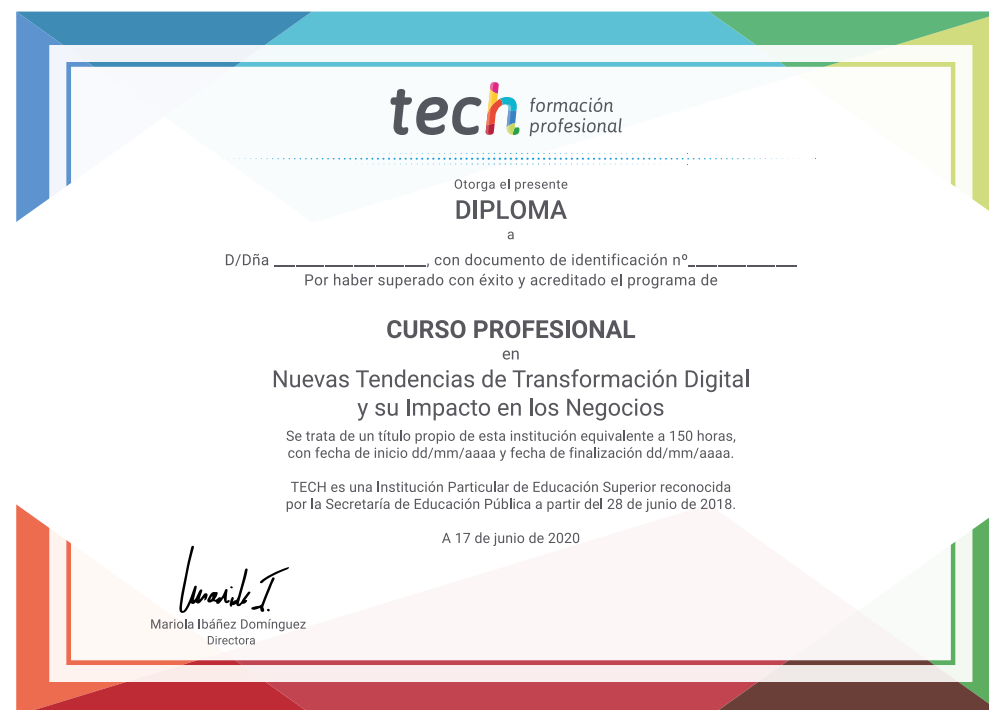 tech formación
profesional
Otorga el presente
DIPLOMA
a
D/Dña ______________, con documento de identificación nº__________
Por haber superado con éxito y acreditado el programa de
CURSO PROFESIONAL
en
Nuevas Tendencias de Transformación Digital
y su Impacto en los Negocios
Se trata de un título propio de esta institución equivalente a 150 horas,
con fecha de inicio dd/mm/aaaa y fecha de finalización dd/mm/aaaa.
TECH es una Institución Particular de Educación Superior reconocida
por la Secretaría de Educación Pública a partir del 28 de junio de 2018.
A 17 de junio de 2020
Mariola Ibáñez Domínguez
Directora